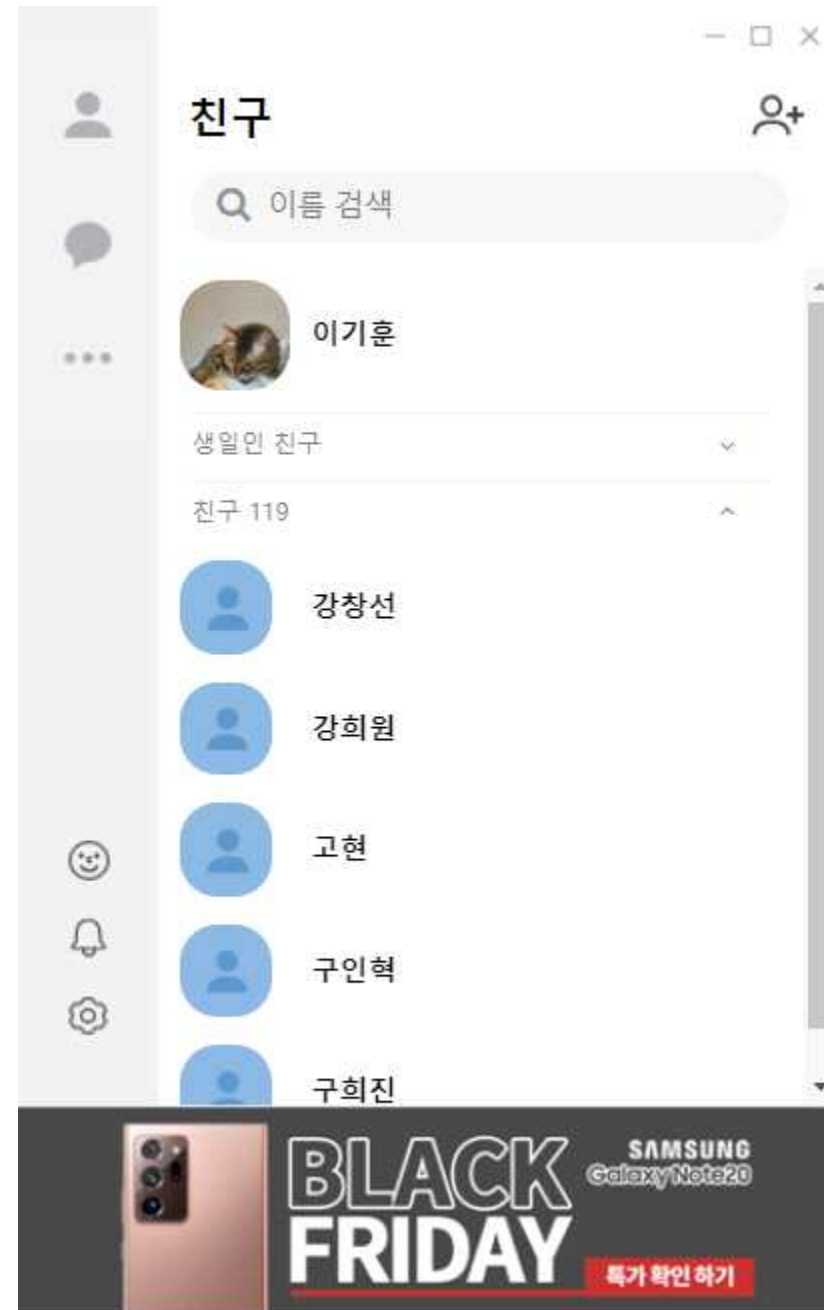 친구
이름 검색
이기훈
생일인 친구
친구 119
강창선
강희원
고현
구인혁
구희진
BLACK
FRIDAY
SAMSUNG
Galaxy Note20
특가 확인 하기